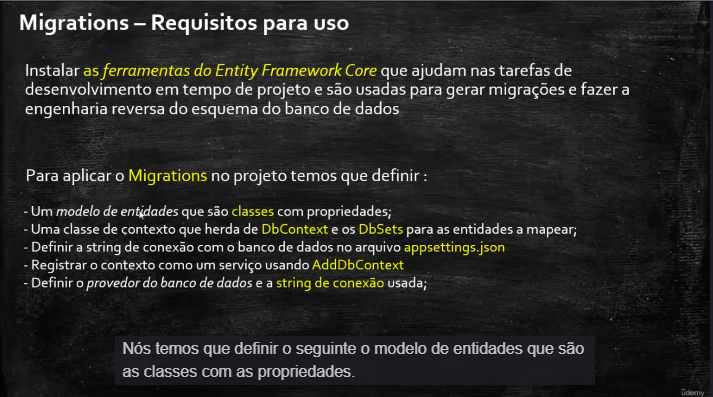 Migrations – Requisitos para uso
Instalar as ferramentas do Entity Framework Core que ajudam nas tarefas de
desenvolvimento em tempo de projeto e são usadas para gerar migrações e fazer a
engenharia reversa do esquema do banco de dados
Para aplicar o Migrations no projeto temos que definir :
- Um modelo de entidades que são classes com propriedades;
- Uma classe de contexto que herda de DbContext e os DbSets para as entidades a mapear;
- Definir a string de conexão com o banco de dados no arquivo appsettings.json
- Registrar o contexto como um serviço usando AddDbContext
- Definir o provedor do banco de dados e a string de conexão usada;
Nós temos que definir o seguinte o modelo de entidades que são
as classes com as propriedades.
ûdemy